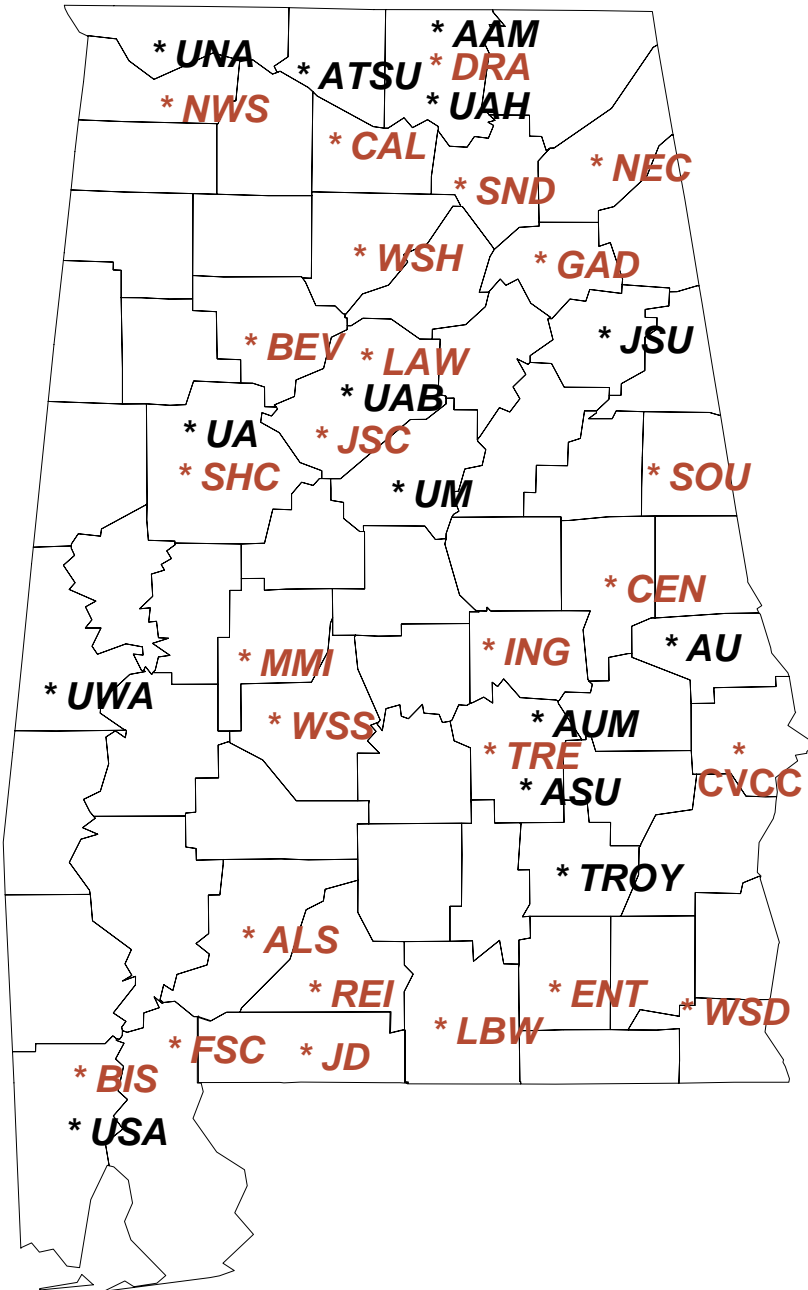 * AAM
* UNA
* DRA
* ATSU
* UAH
* NWS
* CAL
* NEC
* SND
* WSH
* GAD
* JSU
* BEV
* LAW
* UAB
* UA
* JSC
* SHC
* SOU
* UM
* CEN
* AU
* ING
* MMI
* UWA
* AUM
* WSS
* TRE
*
CVCC
* ASU
* TROY
* ALS
* REI
* ENT
* WSD
* LBW
* FSC
* JD
* BIS
* USA